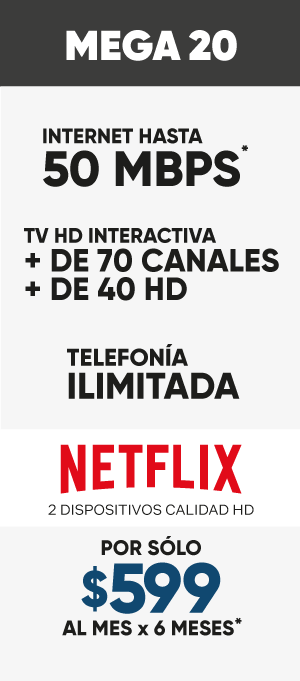 MEGA 20
INTERNET HASTA
50 MBPS*
TV HD INTERACTIVA
+ DE 70 CANALES
+ DE 40 HD
TELEFONÍA
ILIMITADA
NETFLIX
2 DISPOSITIVOS CALIDAD HD
POR SÓLO
$599
AL MES x 6 MESES*